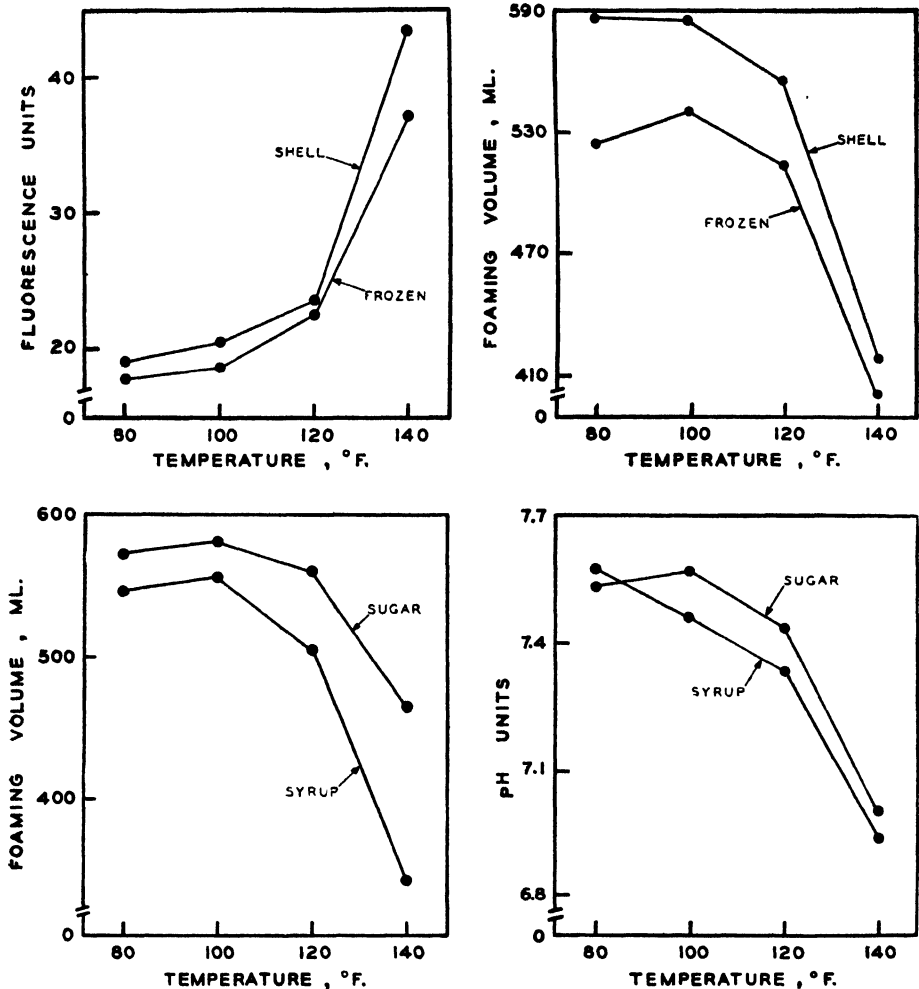 FLUORESCENCE UNITS
40
30
20
0
SHELL
FROZEN
80 100 120 140
TEMPERATURE , °F.
FOAMING VOLUME , ML.
590
530
470
410
0
SHELL
FROZEN
80 100 120 140
TEMPERATURE , °F.
FOAMING VOLUME , ML.
600
500
400
0
SUGAR
SYRUP
80 100 120 140
TEMPERATURE , °F.
pH UNITS
7.7
7.4
7.1
6.8
0
SUGAR
SYRUP
80 100 120 140
TEMPERATURE , °F.